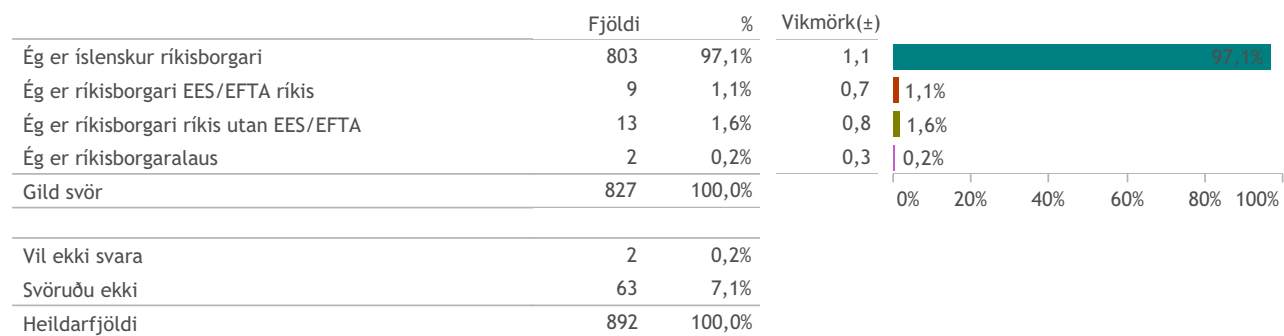 Fjöldi % Vikmörk(±)
Ég er íslenskur ríkisborgari 803 97,1% 1,1 97,1%
Ég er ríkisborgari EES/EFTA ríkis 9 1,1% 0,7 1,1%
Ég er ríkisborgari ríkis utan EES/EFTA 13 1,6% 0,8 1,6%
Ég er ríkisborgaralaus 2 0,2% 0,3 0,2%
Gild svör 827 100,0% 0% 20% 40% 60% 80% 100%
Vil ekki svara 2 0,2%
Svöruðu ekki 63 7,1%
Heildarfjöldi 892 100,0%